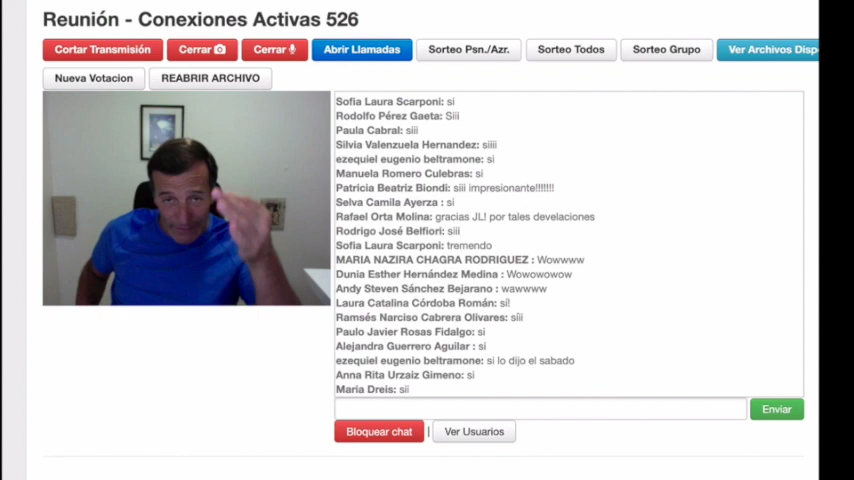 Reunión - Conexiones Activas 526
Cortar Transmisión Cerrar Cerrar Abrir Llamadas Sorteo Psn./Azr. Sorteo Todos Sorteo Grupo Ver Archivos Disp
Nueva Votacion REABRIR ARCHIVO
Sofia Laura Scarponi: si
Rodolfo Pérez Gaeta: Siii
Paula Cabral: siii
Silvia Valenzuela Hernandez: siiii
ezequiel eugenio beltramone: si
Manuela Romero Culebras: si
Patricia Beatriz Biondi: siii impresionante!!!!!!!
Selva Camila Ayerza : si
Rafael Orta Molina: gracias JL! por tales develaciones
Rodrigo José Belfiori: siii
Sofia Laura Scarponi: tremendo
MARIA NAZIRA CHAGRA RODRIGUEZ : Wowwww
Dunia Esther Hernández Medina : Wowowowow
Andy Steven Sánchez Bejarano : wawwww
Laura Catalina Córdoba Román: sí!
Ramsés Narciso Cabrera Olivares: síii
Paulo Javier Rosas Fidalgo: si
Alejandra Guerrero Aguilar : si
ezequiel eugenio beltramone: si lo dijo el sabado
Anna Rita Urzaiz Gimeno: si
Maria Dreis: sii
Enviar
Bloquear chat | Ver Usuarios